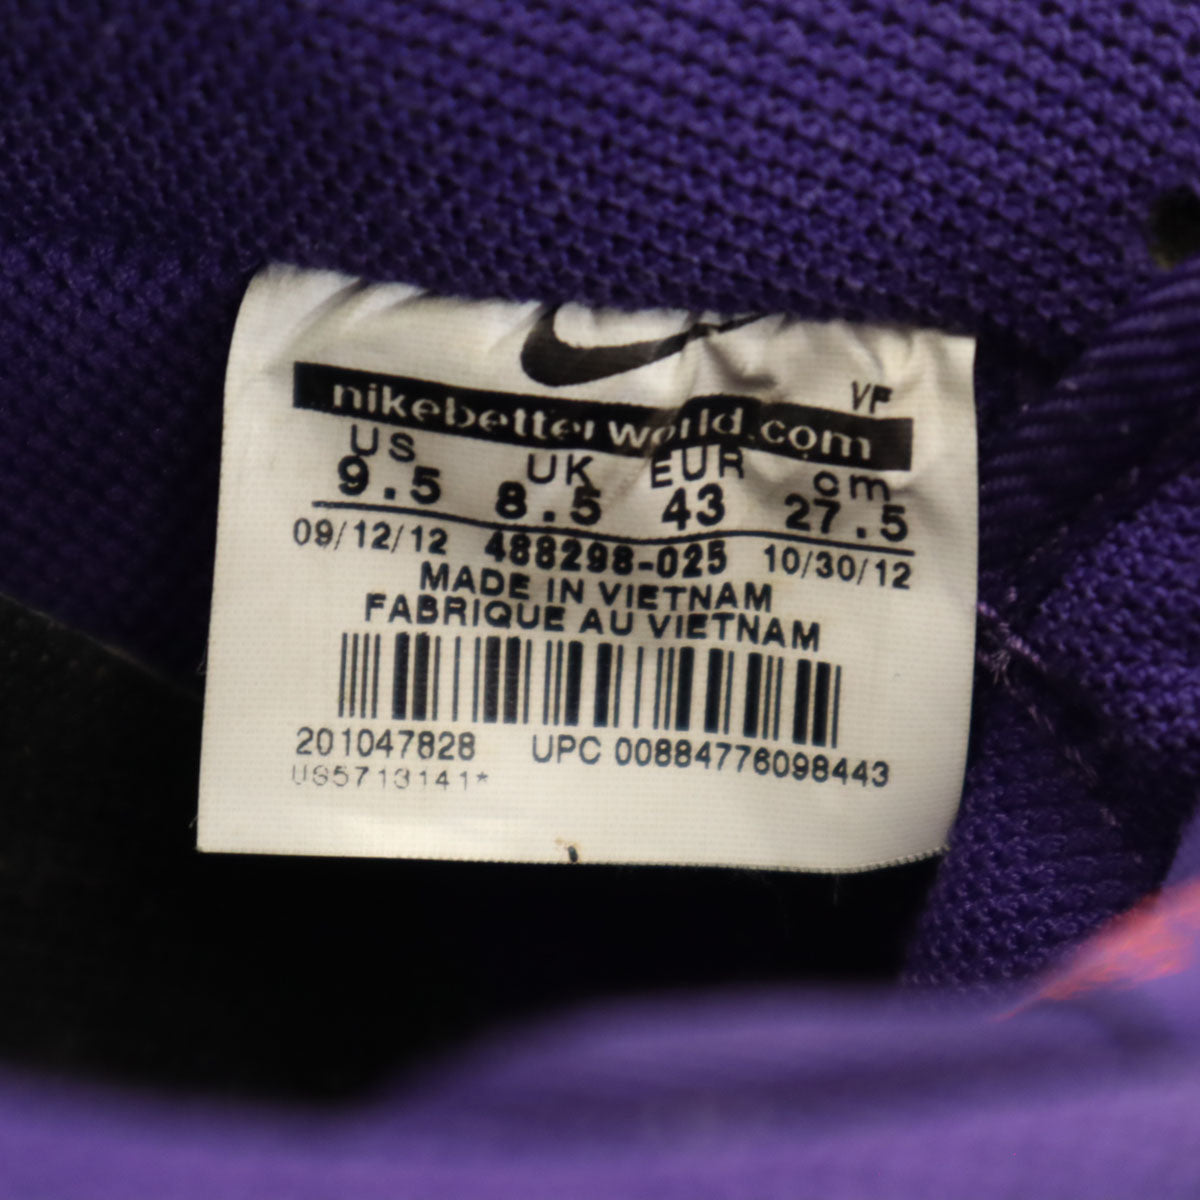 VF
nikebetterworld.com
US UK EUR cm
9.5 8.5 43 27.5
09/12/12 488298-025 10/30/12
MADE IN VIETNAM
FABRIQUE AU VIETNAM
201047828 UPC 00884776098443
US5713141*